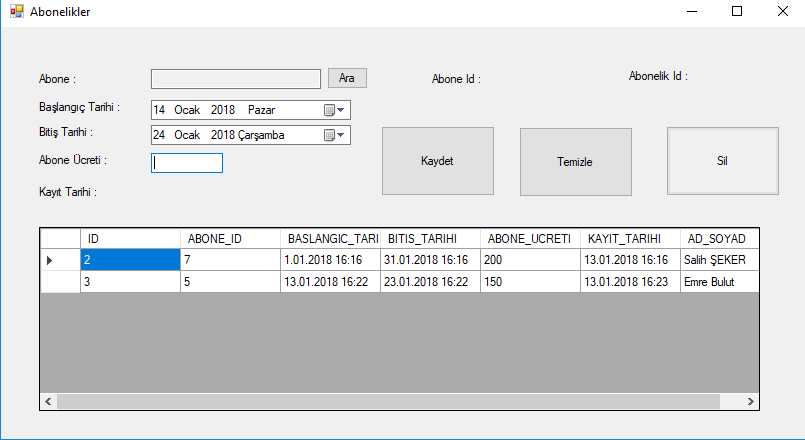 Abonelikler
Abone : Ara Abone Id : Abonelik Id :
Başlangıç Tarihi : 14 Ocak 2018 Pazar
Bitiş Tarihi : 24 Ocak 2018 Çarşamba
Abone Ücreti :
Kaydet Temizle Sil
Kayıt Tarihi :
ID ABONE_ID BASLANGIC_TARI BITIS_TARIHI ABONE_UCRETI KAYIT_TARIHI AD_SOYAD
2 7 1.01.2018 16:16 31.01.2018 16:16 200 13.01.2018 16:16 Salih ŞEKER
3 5 13.01.2018 16:22 23.01.2018 16:22 150 13.01.2018 16:23 Emre Bulut